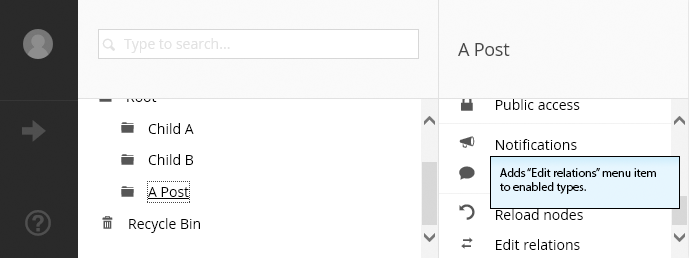 Type to search...
A Post
Root
Child A
Child B
A Post
Recycle Bin
Public access
Notifications
Adds "Edit relations" menu item
to enabled types.
Reload nodes
Edit relations